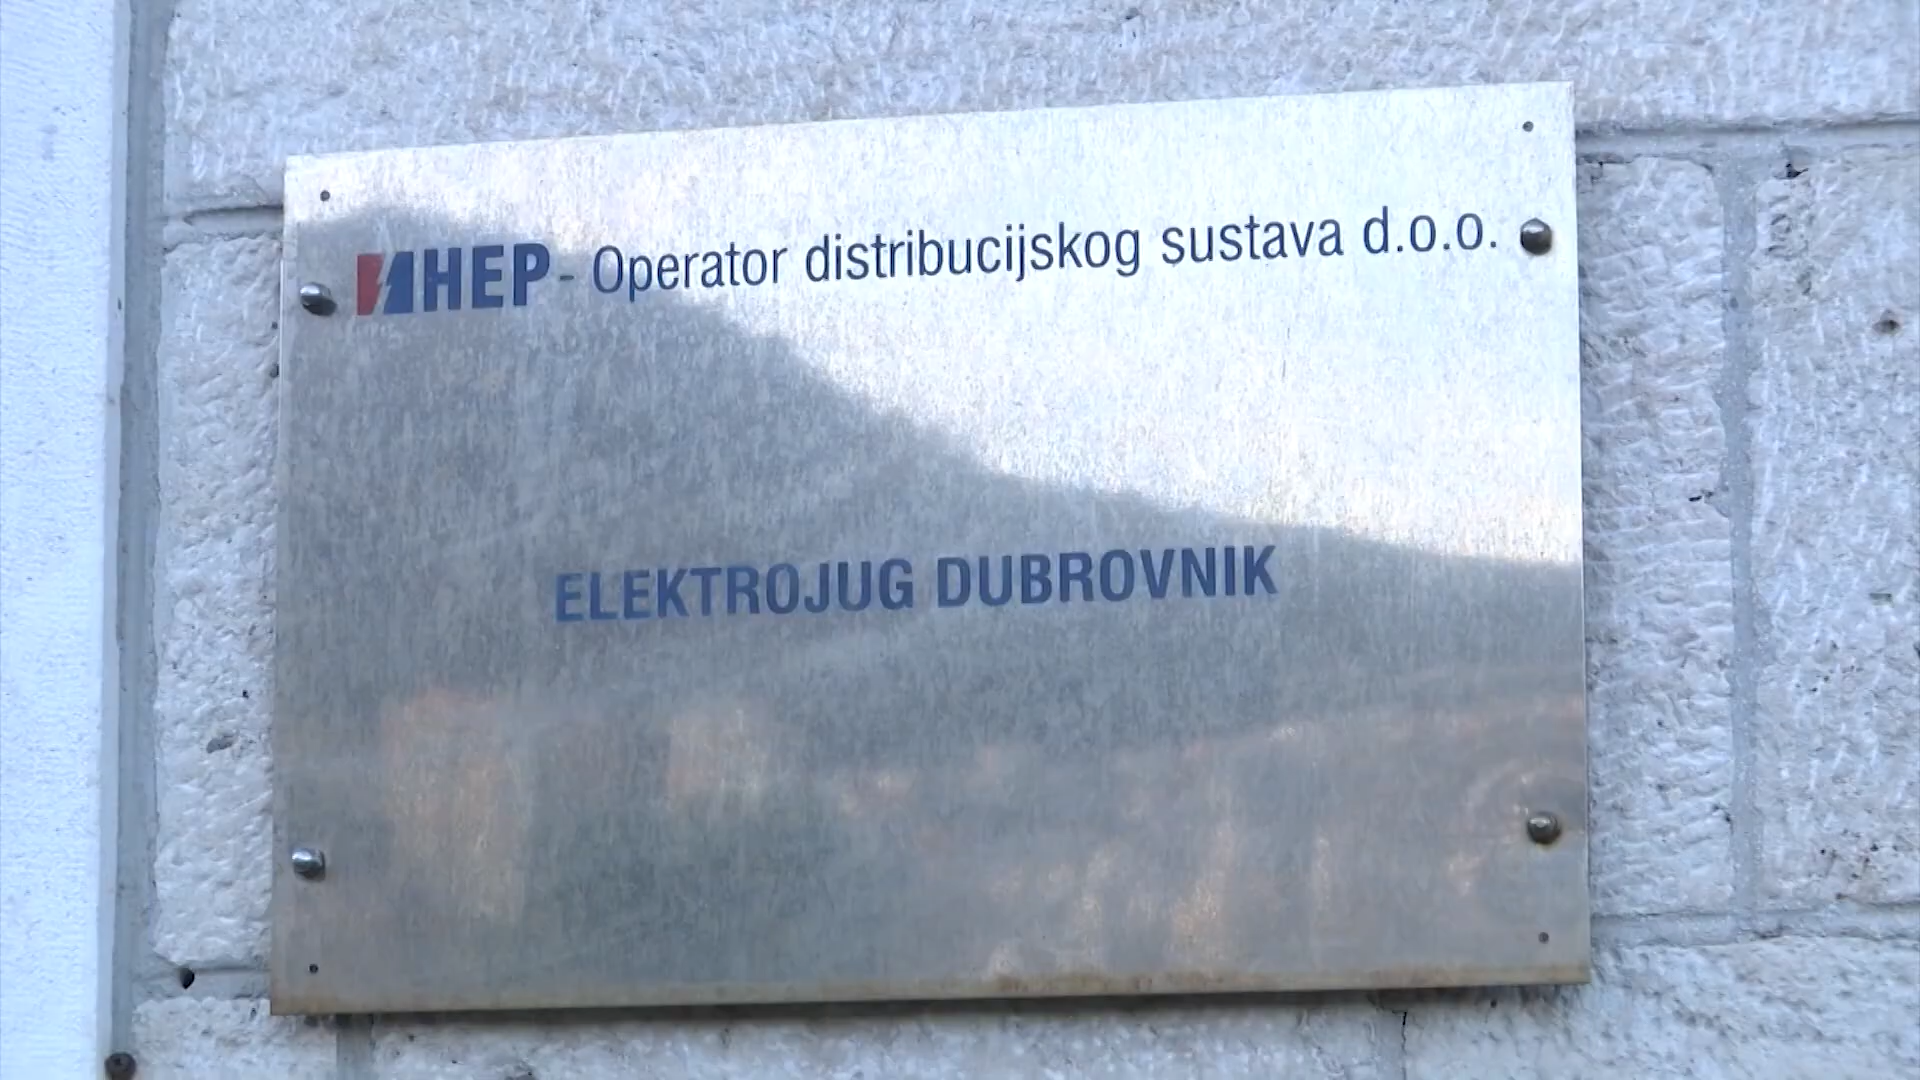 HEP - Operator distribucijskog sustava d.o.o.
ELEKTROJUG DUBROVNIK